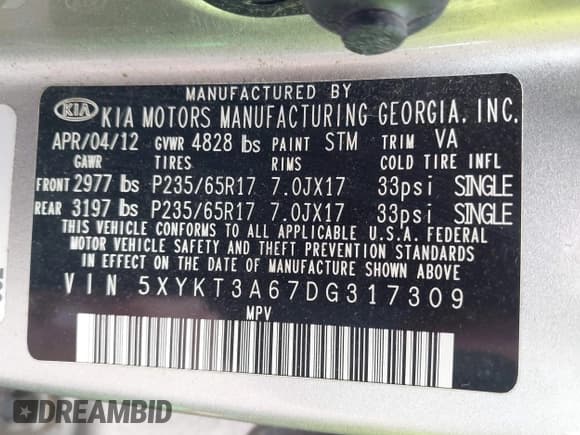 MANUFACTURED BY
KIA KIA MOTORS MANUFACTURING GEORGIA, INC.
APR/04/12 GVWR 4828 lbs PAINT STM TRIM VA
GAWR TIRES RIMS COLD TIRE INFL
FRONT 2977 lbs P235/65R17 7.0JX17 33psi SINGLE
REAR 3197 lbs P235/65R17 7.0JX17 33psi SINGLE
THIS VEHICLE CONFORMS TO ALL APPLICABLE U.S.A. FEDERAL
MOTOR VEHICLE SAFETY AND THEFT PREVENTION STANDARDS
IN EFFECT ON THE DATE OF MANUFACTURE SHOWN ABOVE.
VIN 5XYKT3A67DG317309
MPV
DREAMBID